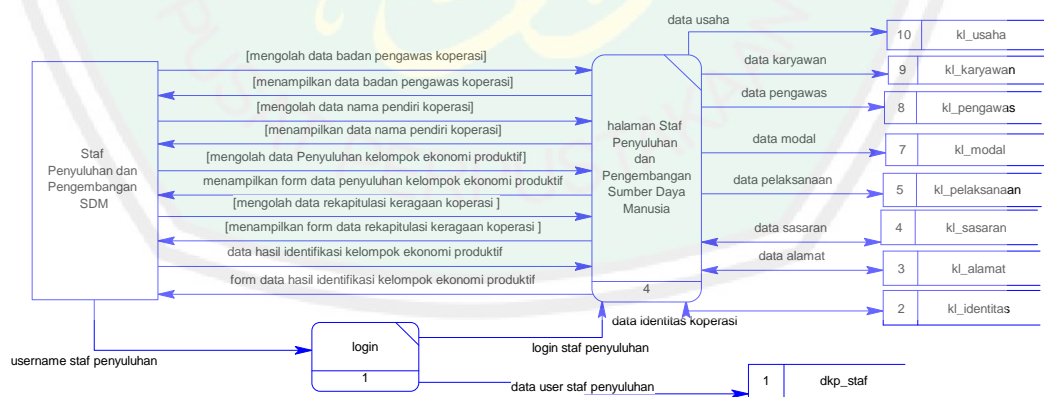 data usaha
10 kl_usaha
[mengolah data badan pengawas koperasi]
data karyawan
9 kl_karyawan
[menampilkan data badan pengawas koperasi]
data pengawas
8 kl_pengawas
[mengolah data nama pendiri koperasi]
[menampilkan data nama pendiri koperasi]
data modal
7 kl_modal
[mengolah data Penyuluhan kelompok ekonomi produktif]
menampilkan form data penyuluhan kelompok ekonomi produktif
data pelaksanaan
5 kl_pelaksanaan
[mengolah data rekapitulasi keragaan koperasi ]
[menampilkan form data rekapitulasi keragaan koperasi ]
data sasaran
4 kl_sasaran
data hasil identifikasi kelompok ekonomi produktif
data alamat
3 kl_alamat
form data hasil identifikasi kelompok ekonomi produktif
2 kl_identitas
Staf
Penyuluhan dan
Pengembangan
SDM
halaman Staf
Penyuluhan
dan
Pengembangan
Sumber Daya
Manusia
4
data identitas koperasi
username staf penyuluhan
login
1
login staf penyuluhan
data user staf penyuluhan
1 dkp_staf